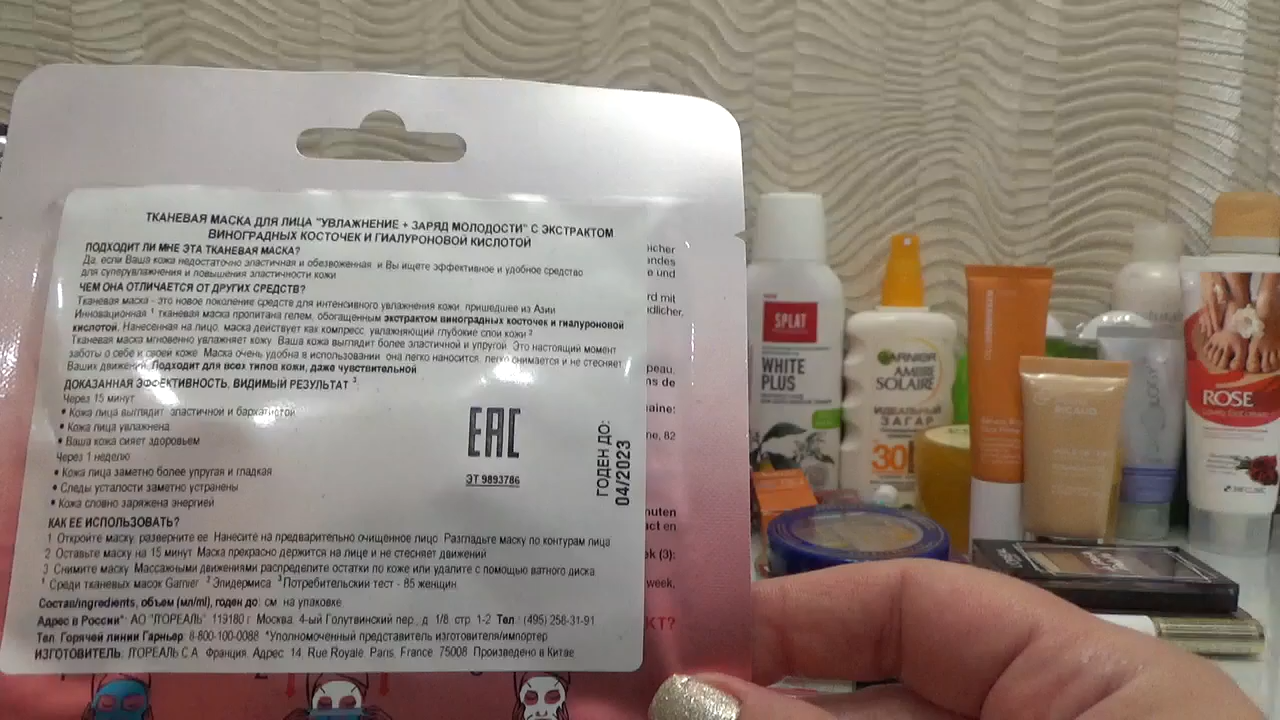 ТКАНЕВАЯ МАСКА ДЛЯ ЛИЦА "УВЛАЖНЕНИЕ + ЗАРЯД МОЛОДОСТИ" С ЭКСТРАКТОМ
ВИНОГРАДНЫХ КОСТОЧЕК И ГИАЛУРОНОВОЙ КИСЛОТОЙ
ПОДХОДИТ ЛИ МНЕ ЭТА ТКАНЕВАЯ МАСКА?
Да, если Ваша кожа недостаточно эластичная и обезвоженная, и Вы ищете эффективное и удобное средство
для суперувлажнения и повышения эластичности кожи
ЧЕМ ОНА ОТЛИЧАЕТСЯ ОТ ДРУГИХ СРЕДСТВ?
Тканевая маска - это новое поколение средств для интенсивного увлажнения кожи, пришедшее из Азии
Инновационная ¹ тканевая маска пропитана гелем, обогащенным экстрактом виноградных косточек и гиалуроновой
кислотой. Нанесенная на лицо, маска действует как компресс, увлажняющий глубокие слои кожи ²
Тканевая маска мгновенно увлажняет кожу. Ваша кожа выглядит более эластичной и упругой. Это настоящий момент
заботы о себе и своей коже. Маска очень удобна в использовании: она легко наносится, легко снимается и не стесняет
Ваших движений. Подходит для всех типов кожи, даже чувствительной
ДОКАЗАННАЯ ЭФФЕКТИВНОСТЬ, ВИДИМЫЙ РЕЗУЛЬТАТ ³:
Через 15 минут
• Кожа лица выглядит эластичной и бархатистой
• Кожа лица увлажнена
• Ваша кожа сияет здоровьем
Через 1 неделю
• Кожа лица заметно более упругая и гладкая
• Следы усталости заметно устранены
• Кожа словно заряжена энергией
EAC
ЭТ 9893786
ГОДЕН ДО:
04/2023
КАК ЕЕ ИСПОЛЬЗОВАТЬ?
1 Откройте маску, разверните ее. Нанесите на предварительно очищенное лицо. Разгладьте маску по контурам лица
2 Оставьте маску на 15 минут. Маска прекрасно держится на лице и не стесняет движений
3 Снимите маску. Массажными движениями распределите остатки по коже или удалите с помощью ватного диска
¹ Среди тканевых масок Garnier ² Эпидермиса ³ Потребительский тест - 85 женщин
Состав/ingredients, объем (мл/ml), годен до: см. на упаковке
Адрес в России*: АО "Л'ОРЕАЛЬ", 119180 г. Москва, 4-ый Голутвинский пер., д. 1/8, стр. 1-2 Тел.: (495) 258-31-91
Тел. Горячей линии Гарньер: 8-800-100-0088 *Уполномоченный представитель изготовителя/импортер
ИЗГОТОВИТЕЛЬ: Л'ОРЕАЛЬ С.А. Франция. Адрес: 14, Rue Royale, Paris, France, 75008. Произведено в Китае
SPLAT
WHITE
PLUS
GARNIER
AMBRE
SOLAIRE
ИДЕАЛЬНЫЙ
ЗАГАР
30
RICAUD
BODY
ROSE